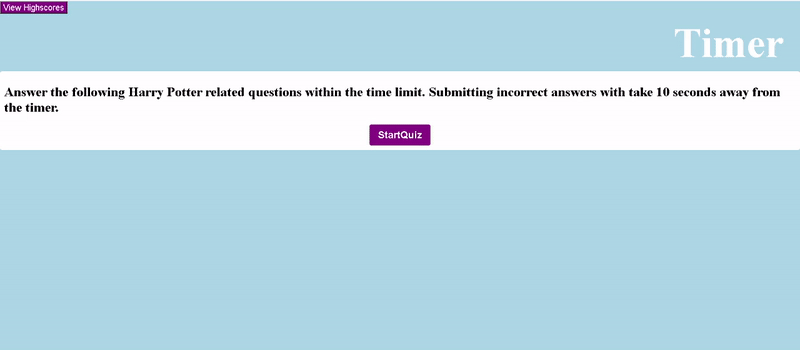 View Highscores
Timer
Answer the following Harry Potter related questions within the time limit. Submitting incorrect answers with take 10 seconds away from
the timer.
StartQuiz